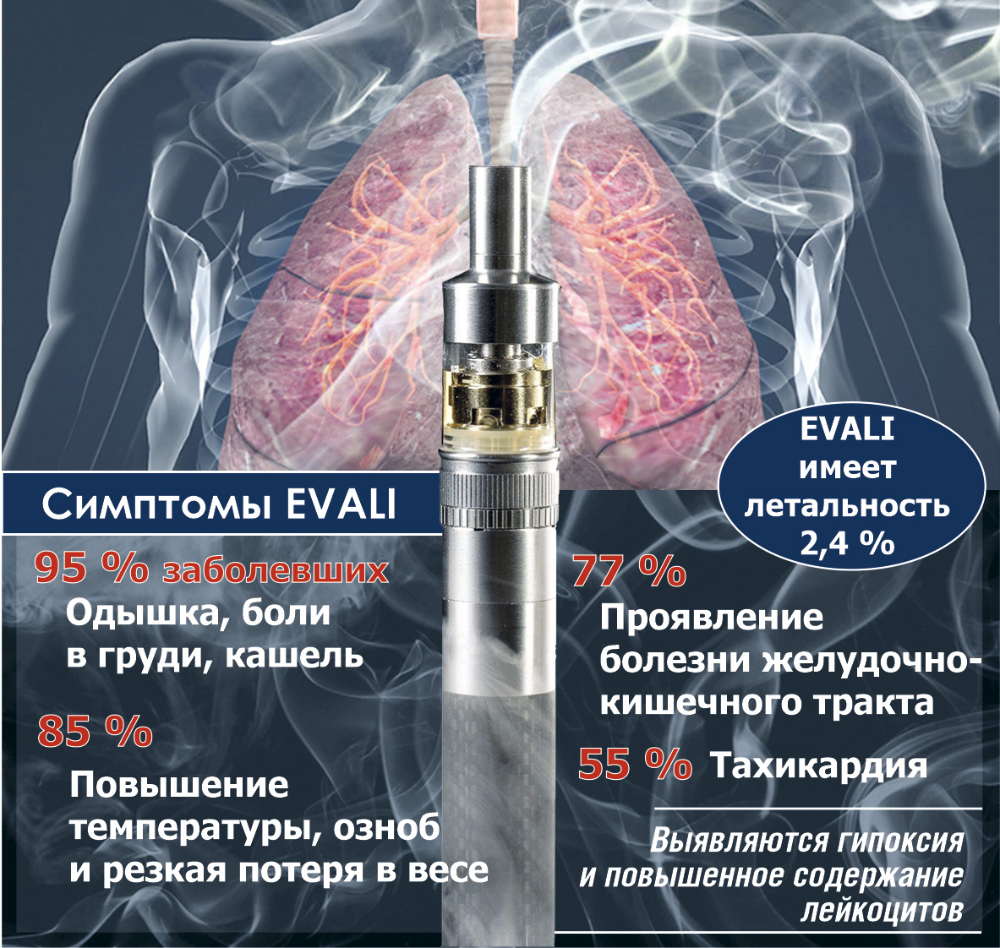 Симптомы EVALI
95 % заболевших
Одышка, боли
в груди, кашель
85 %
Повышение
температуры, озноб
и резкая потеря в весе
EVALI
имеет
летальность
2,4 %
77 %
Проявление
болезни желудочно-
кишечного тракта
55 % Тахикардия
Выявляются гипоксия
и повышенное содержание
лейкоцитов